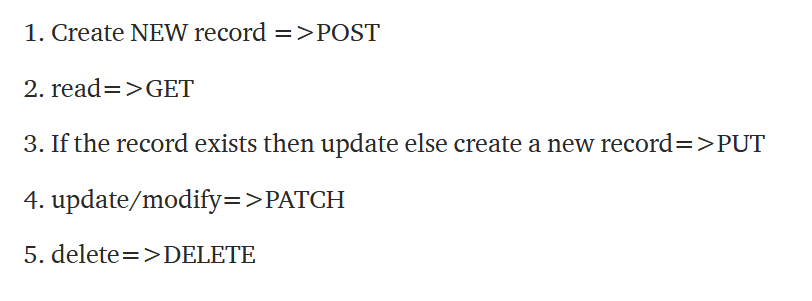 1. Create NEW record =>POST
2. read=>GET
3. If the record exists then update else create a new record=>PUT
4. update/modify=>PATCH
5. delete=>DELETE